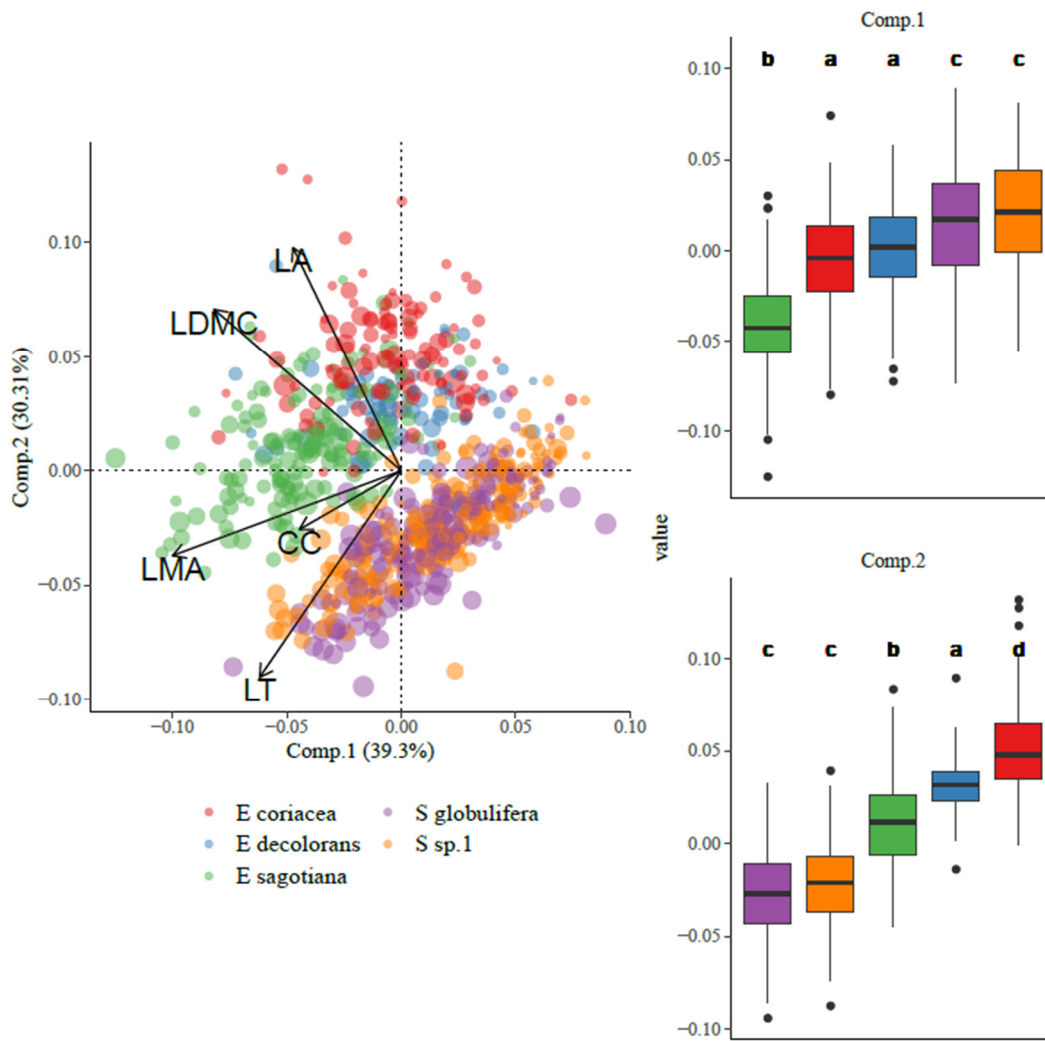 Comp.1
b a a c c
0.10
0.05
0.00
−0.05
−0.10
value
Comp.2 (30.31%)
0.10
0.05
0.00
−0.05
−0.10
LA
LDMC
CC
LMA
LT
−0.10 −0.05 0.00 0.05 0.10
Comp.1 (39.3%)
E coriacea S globulifera
E decolorans S sp.1
E sagotiana
Comp.2
c c b a d
0.10
0.05
0.00
−0.05
−0.10